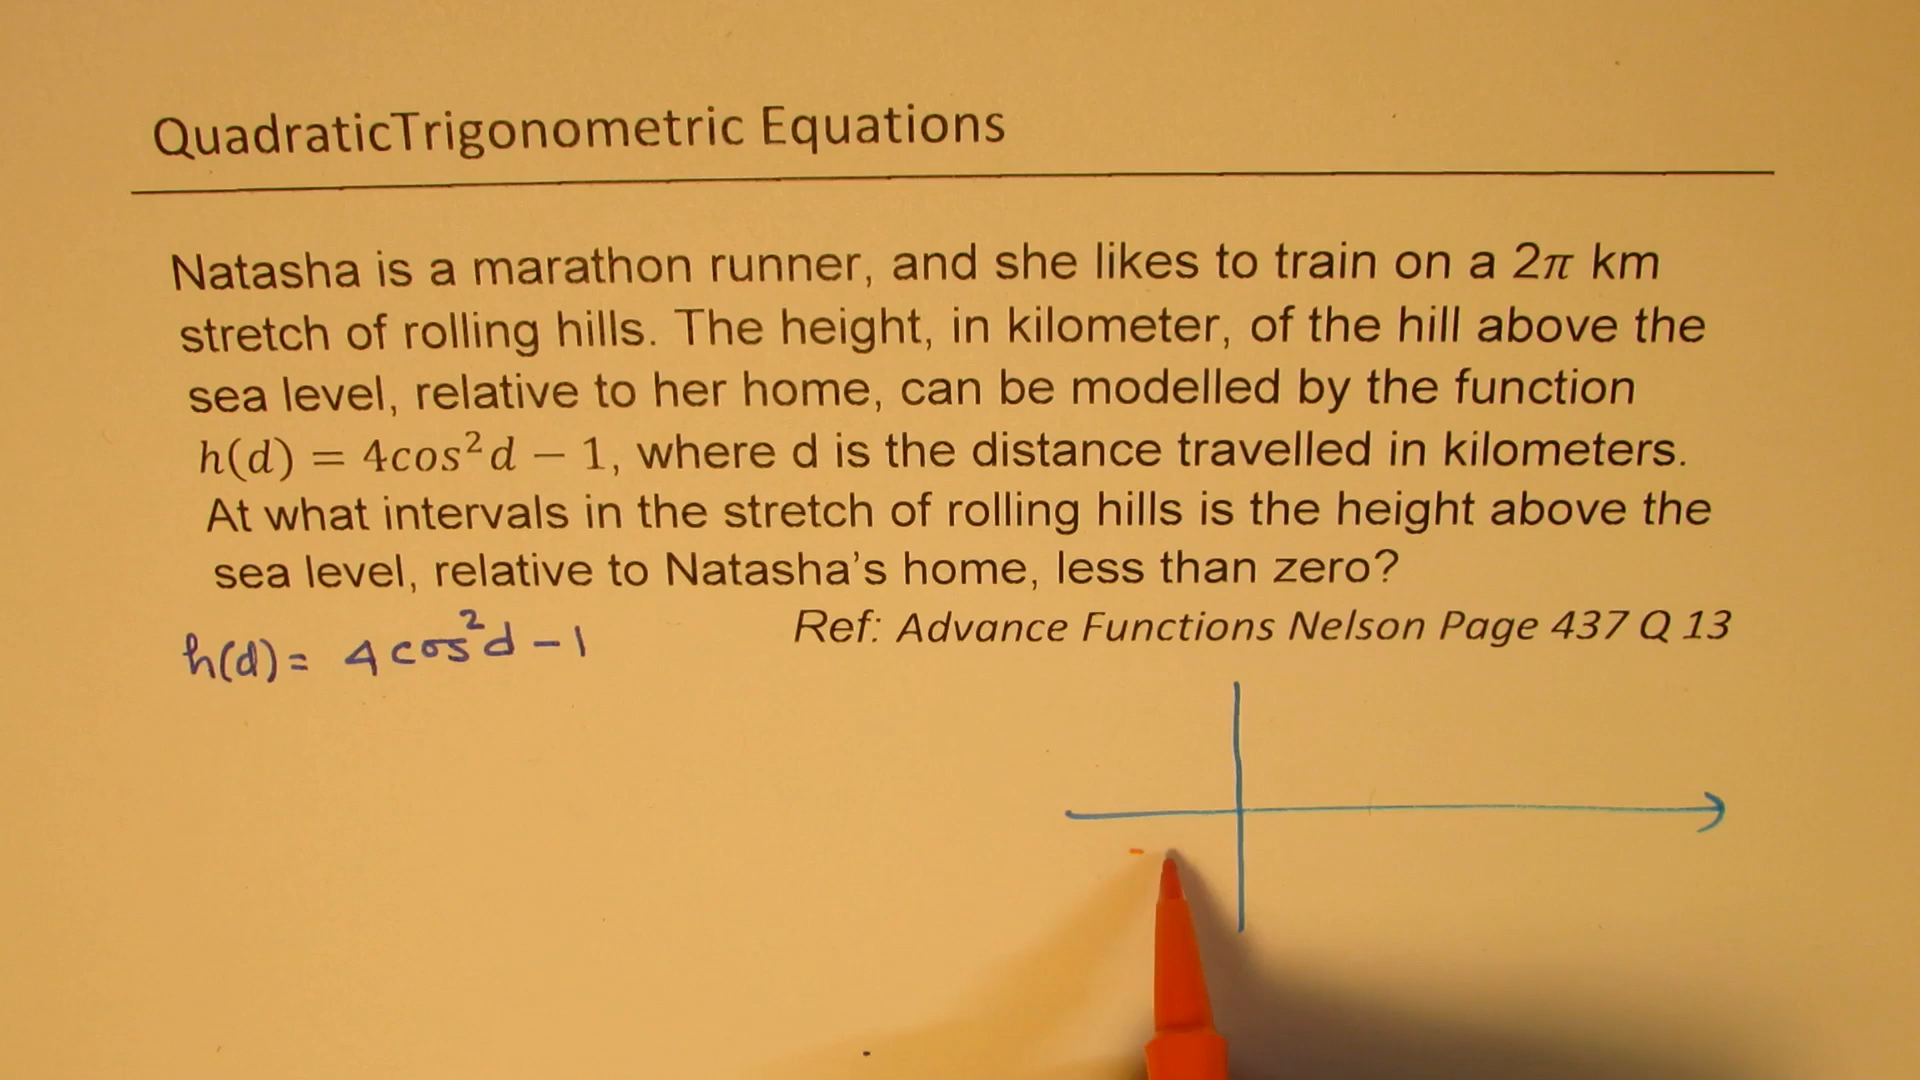 QuadraticTrigonometric Equations
Natasha is a marathon runner, and she likes to train on a 2π km
stretch of rolling hills. The height, in kilometer, of the hill above the
sea level, relative to her home, can be modelled by the function
h(d) = 4cos²d − 1, where d is the distance travelled in kilometers.
At what intervals in the stretch of rolling hills is the height above the
sea level, relative to Natasha's home, less than zero?
Ref: Advance Functions Nelson Page 437 Q 13
h(d) = 4 cos²d − 1